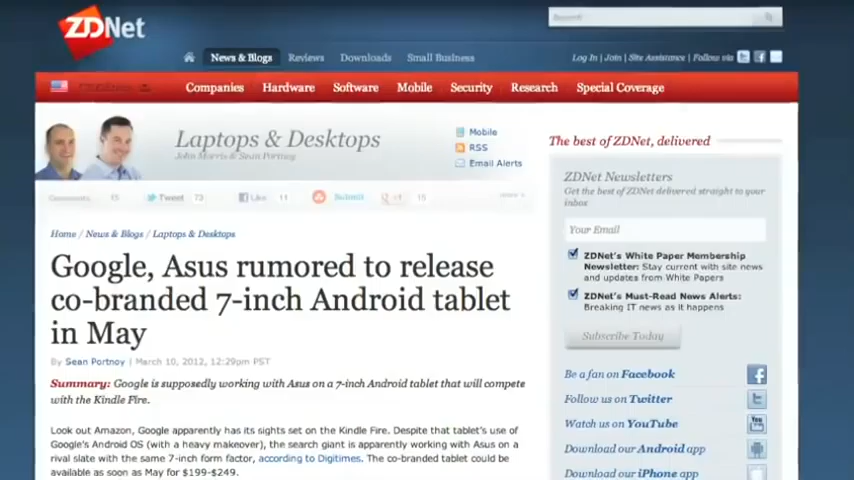 ZDNet
Search
News & Blogs Reviews Downloads Small Business
Log In | Join | Site Assistance | Follow via
Companies Hardware Software Mobile Security Research Special Coverage
Laptops & Desktops
John Morris & Sean Portnoy
Mobile
RSS
Email Alerts
Comments 15 Tweet 73 Like 11 Submit +1 15
The best of ZDNet, delivered
ZDNet Newsletters
Get the best of ZDNet delivered straight to your
inbox
Your Email
ZDNet's White Paper Membership
Newsletter: Stay current with site news
and updates from White Papers
ZDNet's Must-Read News Alerts:
Breaking IT news as it happens
Subscribe Today
Be a fan on Facebook
Follow us on Twitter
Watch us on YouTube
Download our Android app
Download our iPhone app
Home / News & Blogs / Laptops & Desktops
Google, Asus rumored to release
co-branded 7-inch Android tablet
in May
By Sean Portnoy | March 10, 2012, 12:29pm PST
Summary: Google is supposedly working with Asus on a 7-inch Android tablet that will compete
with the Kindle Fire.
Look out Amazon, Google apparently has its sights set on the Kindle Fire. Despite that tablet's use of
Google's Android OS (with a heavy makeover), the search giant is apparently working with Asus on a
rival slate with the same 7-inch form factor, according to Digitimes. The co-branded tablet could be
available as soon as May for $199-$249.